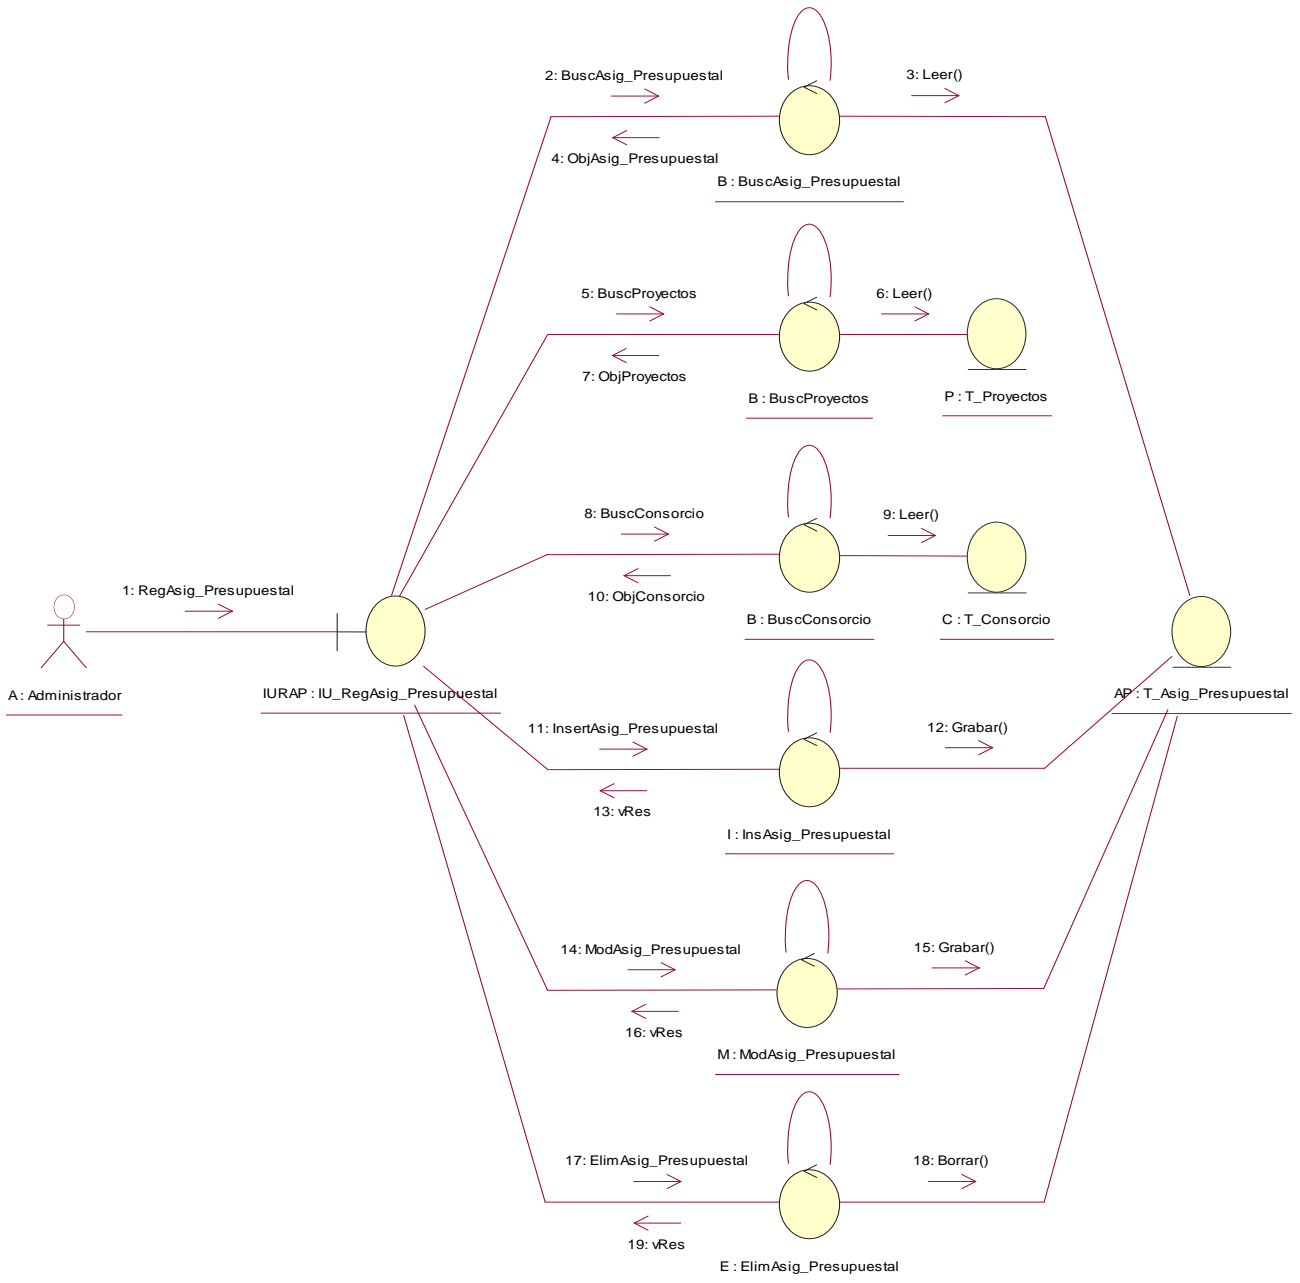 2: BuscAsig_Presupuestal
3: Leer()
4: ObjAsig_Presupuestal
B : BuscAsig_Presupuestal
5: BuscProyectos
6: Leer()
7: ObjProyectos
B : BuscProyectos
P : T_Proyectos
8: BuscConsorcio
9: Leer()
10: ObjConsorcio
B : BuscConsorcio
C : T_Consorcio
1: RegAsig_Presupuestal
A : Administrador
IURAP : IU_RegAsig_Presupuestal
AP : T_Asig_Presupuestal
11: InsertAsig_Presupuestal
12: Grabar()
13: vRes
I : InsAsig_Presupuestal
14: ModAsig_Presupuestal
15: Grabar()
16: vRes
M : ModAsig_Presupuestal
17: ElimAsig_Presupuestal
18: Borrar()
19: vRes
E : ElimAsig_Presupuestal